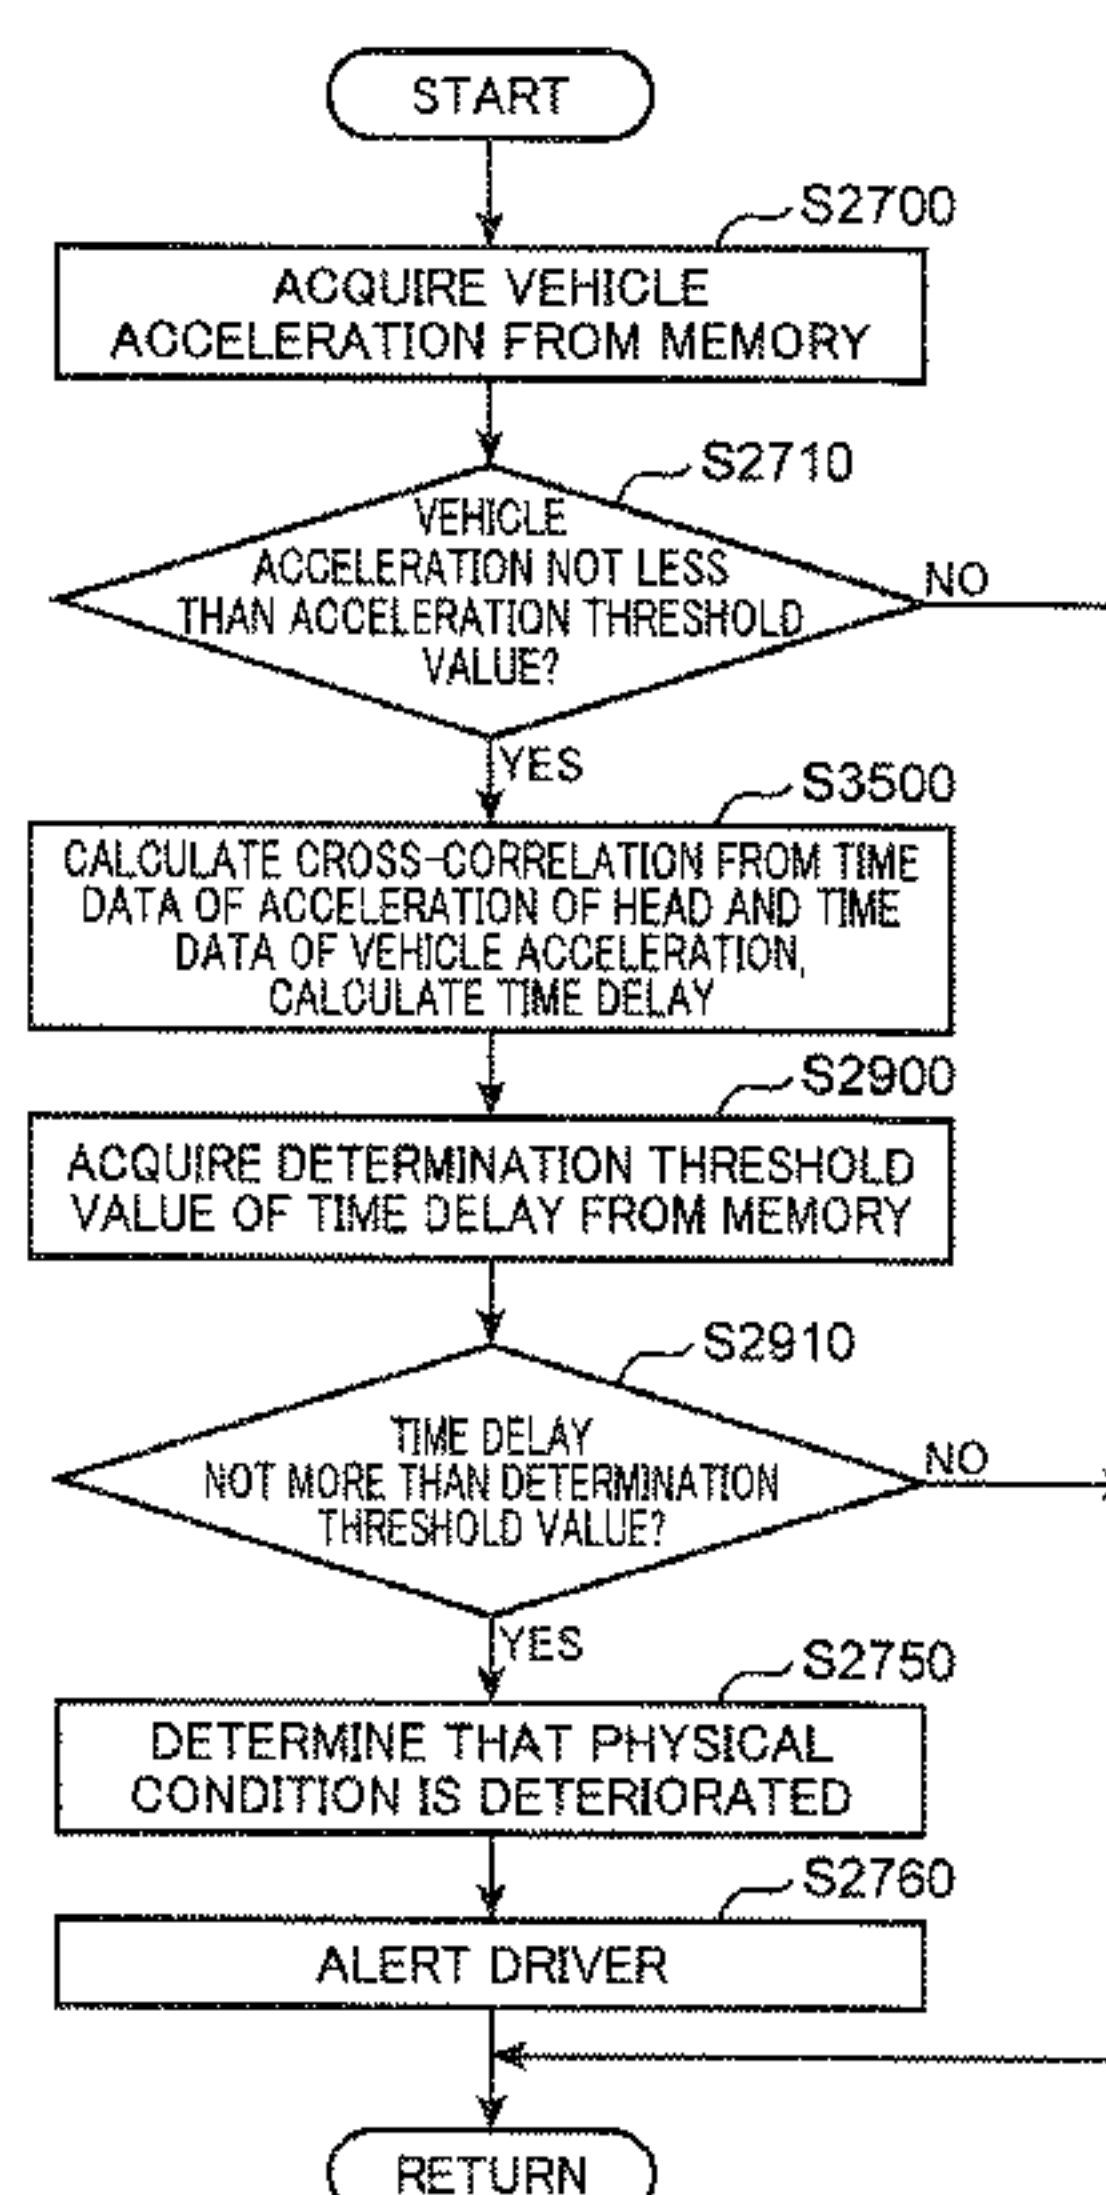 START
S2700
ACQUIRE VEHICLE
ACCELERATION FROM MEMORY
S2710
VEHICLE
ACCELERATION NOT LESS
THAN ACCELERATION THRESHOLD
VALUE?
NO
YES
S3500
CALCULATE CROSS-CORRELATION FROM TIME
DATA OF ACCELERATION OF HEAD AND TIME
DATA OF VEHICLE ACCELERATION,
CALCULATE TIME DELAY
S2900
ACQUIRE DETERMINATION THRESHOLD
VALUE OF TIME DELAY FROM MEMORY
S2910
TIME DELAY
NOT MORE THAN DETERMINATION
THRESHOLD VALUE?
NO
YES
S2750
DETERMINE THAT PHYSICAL
CONDITION IS DETERIORATED
S2760
ALERT DRIVER
RETURN